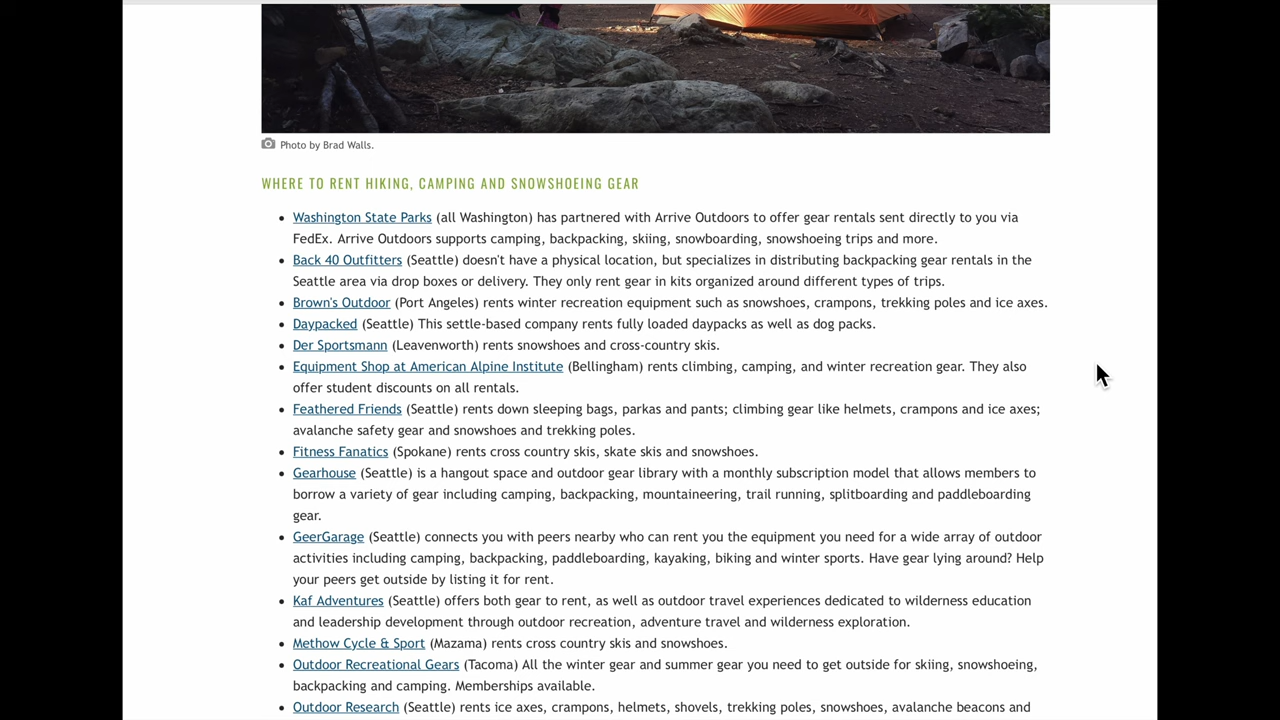 Photo by Brad Walls.
WHERE TO RENT HIKING, CAMPING AND SNOWSHOEING GEAR
• Washington State Parks (all Washington) has partnered with Arrive Outdoors to offer gear rentals sent directly to you via
FedEx. Arrive Outdoors supports camping, backpacking, skiing, snowboarding, snowshoeing trips and more.
• Back 40 Outfitters (Seattle) doesn't have a physical location, but specializes in distributing backpacking gear rentals in the
Seattle area via drop boxes or delivery. They only rent gear in kits organized around different types of trips.
• Brown's Outdoor (Port Angeles) rents winter recreation equipment such as snowshoes, crampons, trekking poles and ice axes.
• Daypacked (Seattle) This settle-based company rents fully loaded daypacks as well as dog packs.
• Der Sportsmann (Leavenworth) rents snowshoes and cross-country skis.
• Equipment Shop at American Alpine Institute (Bellingham) rents climbing, camping, and winter recreation gear. They also
offer student discounts on all rentals.
• Feathered Friends (Seattle) rents down sleeping bags, parkas and pants; climbing gear like helmets, crampons and ice axes;
avalanche safety gear and snowshoes and trekking poles.
• Fitness Fanatics (Spokane) rents cross country skis, skate skis and snowshoes.
• Gearhouse (Seattle) is a hangout space and outdoor gear library with a monthly subscription model that allows members to
borrow a variety of gear including camping, backpacking, mountaineering, trail running, splitboarding and paddleboarding
gear.
• GeerGarage (Seattle) connects you with peers nearby who can rent you the equipment you need for a wide array of outdoor
activities including camping, backpacking, paddleboarding, kayaking, biking and winter sports. Have gear lying around? Help
your peers get outside by listing it for rent.
• Kaf Adventures (Seattle) offers both gear to rent, as well as outdoor travel experiences dedicated to wilderness education
and leadership development through outdoor recreation, adventure travel and wilderness exploration.
• Methow Cycle & Sport (Mazama) rents cross country skis and snowshoes.
• Outdoor Recreational Gears (Tacoma) All the winter gear and summer gear you need to get outside for skiing, snowshoeing,
backpacking and camping. Memberships available.
• Outdoor Research (Seattle) rents ice axes, crampons, helmets, shovels, trekking poles, snowshoes, avalanche beacons and